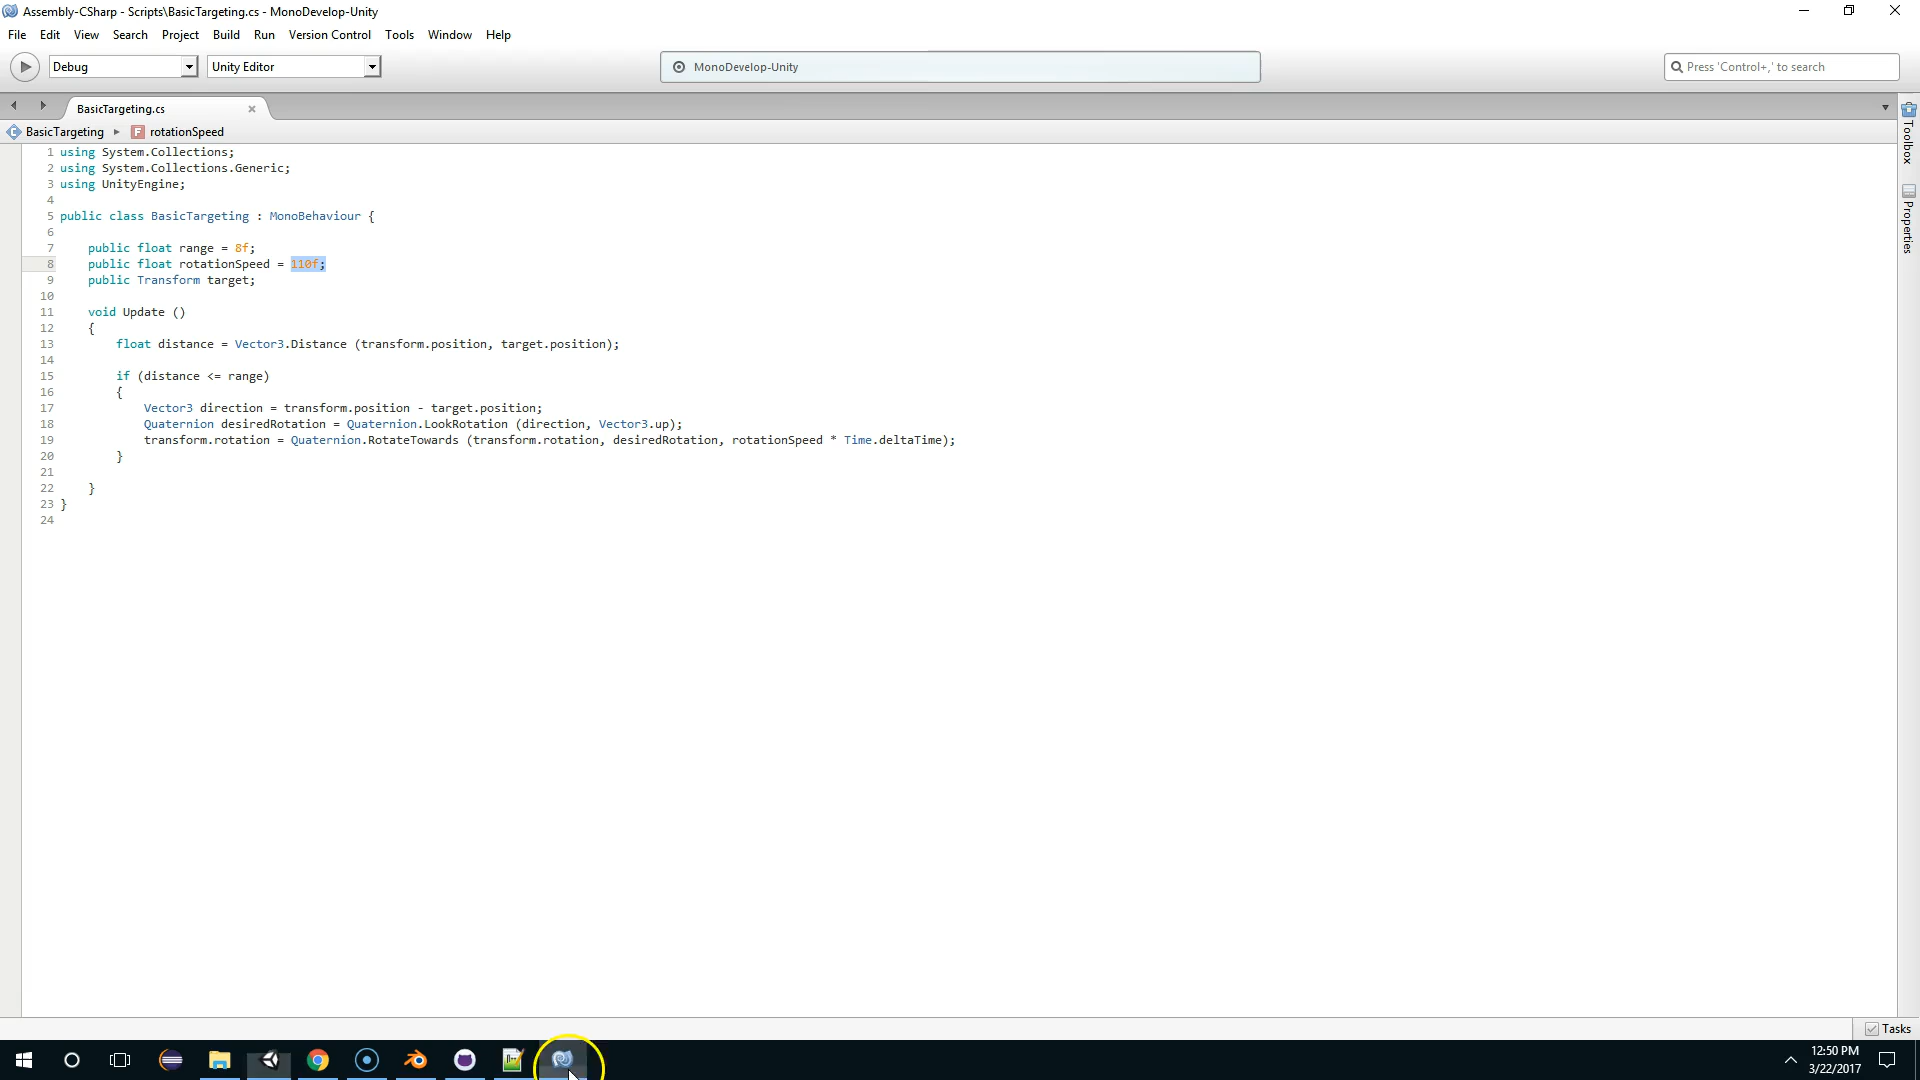 Assembly-CSharp - Scripts\BasicTargeting.cs - MonoDevelop-Unity
File Edit View Search Project Build Run Version Control Tools Window Help
Debug Unity Editor MonoDevelop-Unity Press 'Control+,' to search
BasicTargeting.cs
BasicTargeting rotationSpeed
1 using System.Collections;
2 using System.Collections.Generic;
3 using UnityEngine;
4
5 public class BasicTargeting : MonoBehaviour {
6
7 public float range = 8f;
8 public float rotationSpeed = 110f;
9 public Transform target;
10
11 void Update ()
12 {
13 float distance = Vector3.Distance (transform.position, target.position);
14
15 if (distance <= range)
16 {
17 Vector3 direction = transform.position - target.position;
18 Quaternion desiredRotation = Quaternion.LookRotation (direction, Vector3.up);
19 transform.rotation = Quaternion.RotateTowards (transform.rotation, desiredRotation, rotationSpeed * Time.deltaTime);
20 }
21
22 }
23 }
24
Toolbox
Properties
Tasks
12:50 PM
3/22/2017